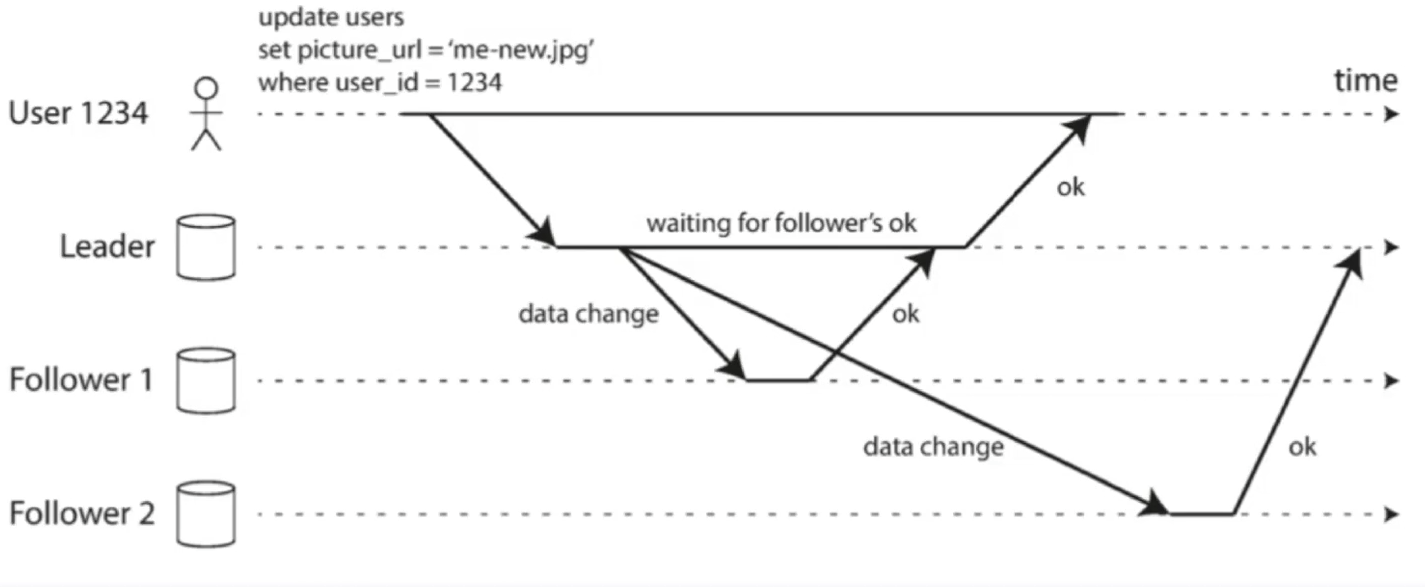 update users
set picture_url = ‘me-new.jpg’
where user_id = 1234
time
User 1234
ok
waiting for follower’s ok
Leader
data change
ok
Follower 1
data change
ok
Follower 2